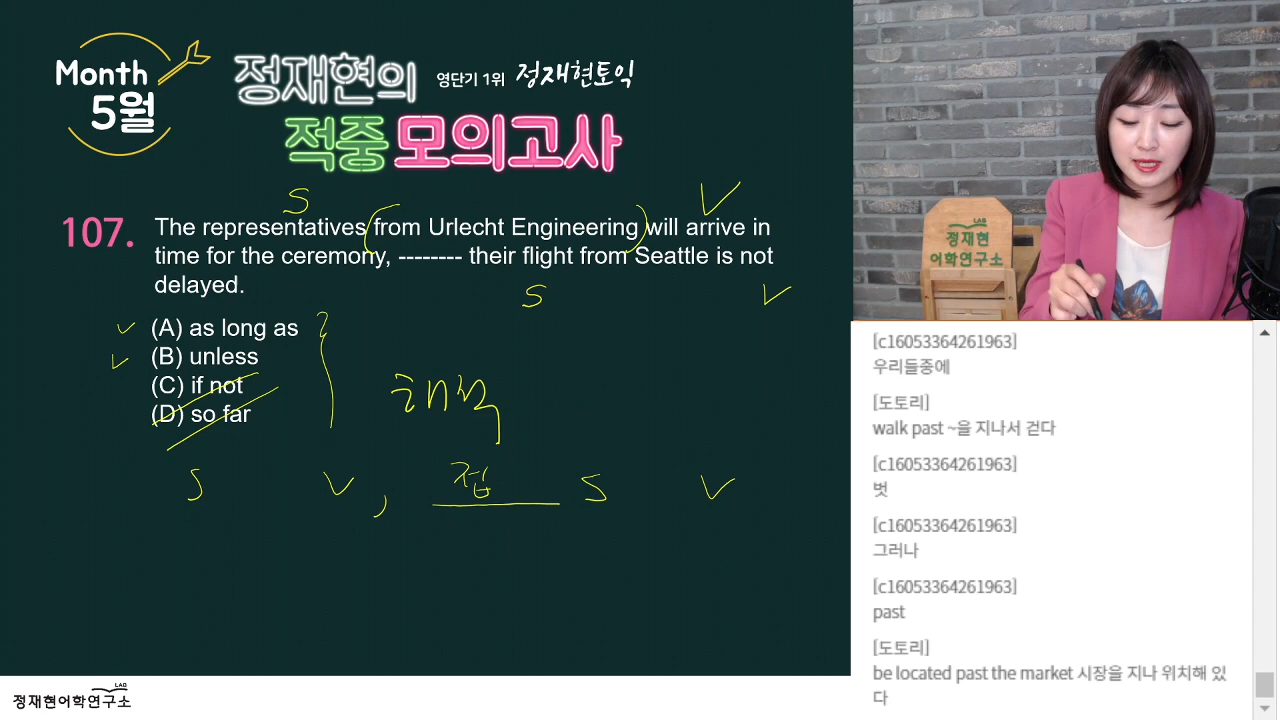 Month
5월
정재현의
영단기 1위 정재현토익
적중 모의고사
S
V
107. The representatives (from Urlecht Engineering) will arrive in
time for the ceremony, -------- their flight from Seattle is not
delayed.
S
V
(A) as long as
(B) unless
(C) if not
(D) so far
해석
S V , 접 S V
LAB
정재현어학연구소
LAB
정재현
어학연구소
[c16053364261963]
우리들중에
[도토리]
walk past ~을 지나서 걷다
[c16053364261963]
벗
[c16053364261963]
그러나
[c16053364261963]
past
[도토리]
be located past the market 시장을 지나 위치해 있
다